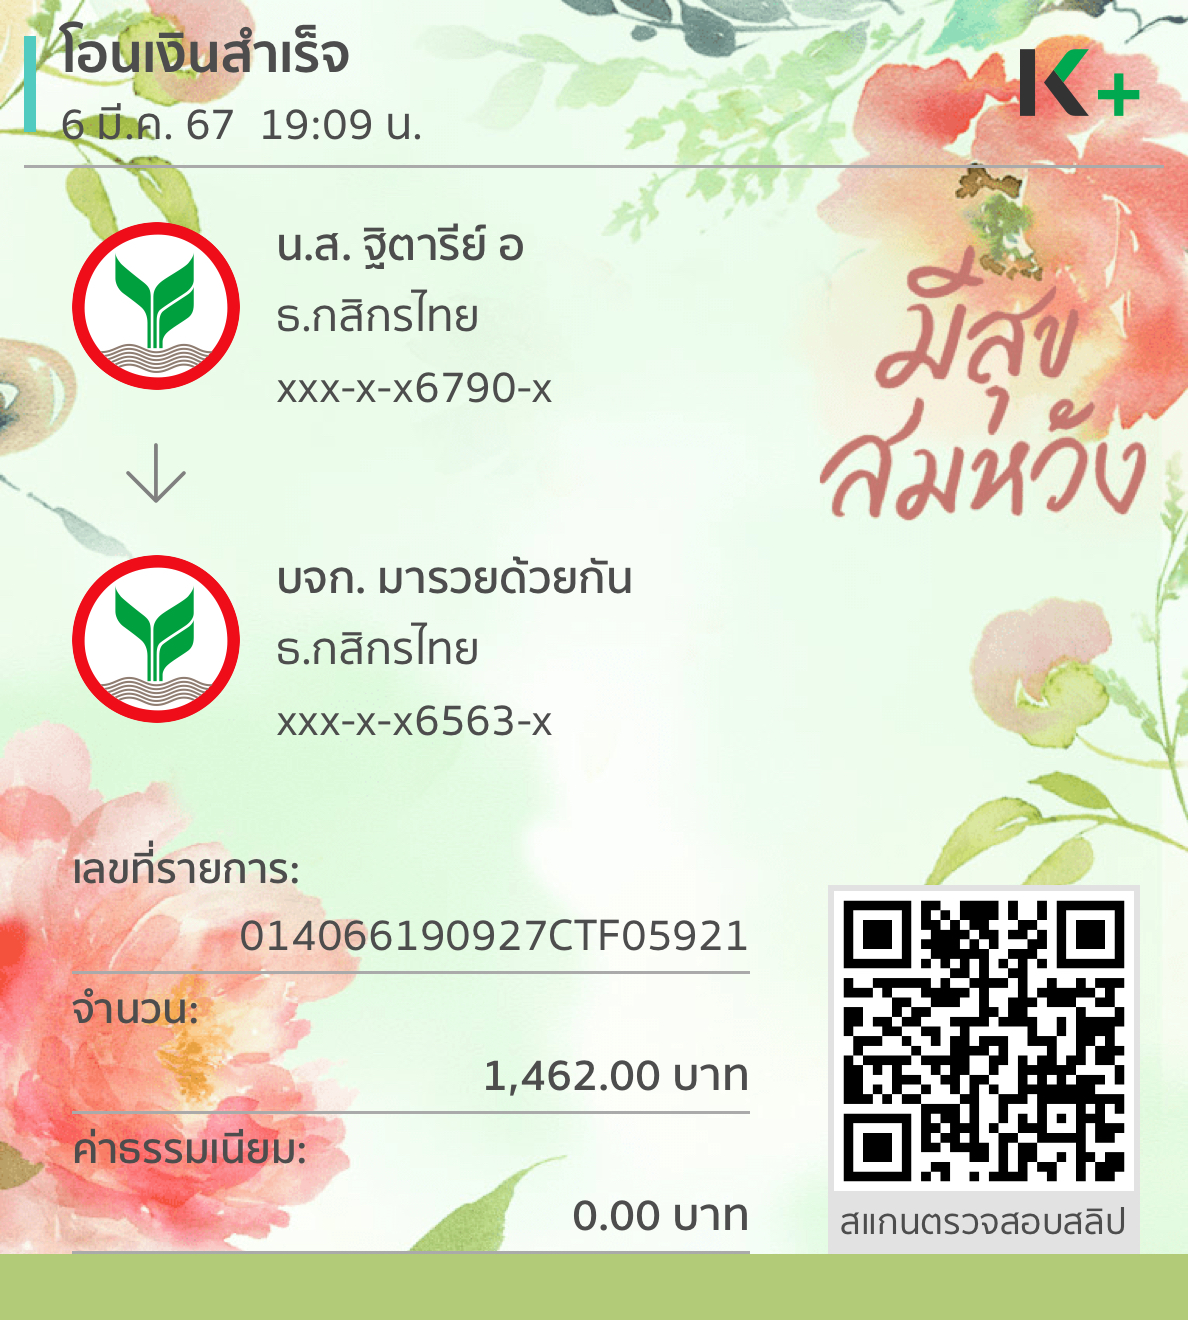 โอนเงินสำเร็จ
6 มี.ค. 67 19:09 น.
K+
น.ส. ฐิตารีย์ อ
ธ.กสิกรไทย
xxx-x-x6790-x
มีสุข
สมหวัง
บจก. มารวยด้วยกัน
ธ.กสิกรไทย
xxx-x-x6563-x
เลขที่รายการ:
014066190927CTF05921
จำนวน:
1,462.00 บาท
ค่าธรรมเนียม:
0.00 บาท
สแกนตรวจสอบสลิป